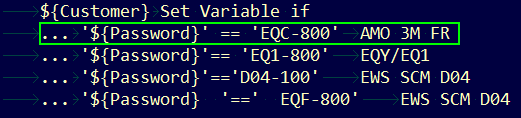 ${Customer} Set Variable if
... '${Password}' == 'EQC-800' AMO 3M FR
... '${Password}'== 'EQ1-800' EQY/EQ1
... '${Password}'=='D04-100' EWS SCM D04
... '${Password} '==' EQF-800' EWS SCM D04